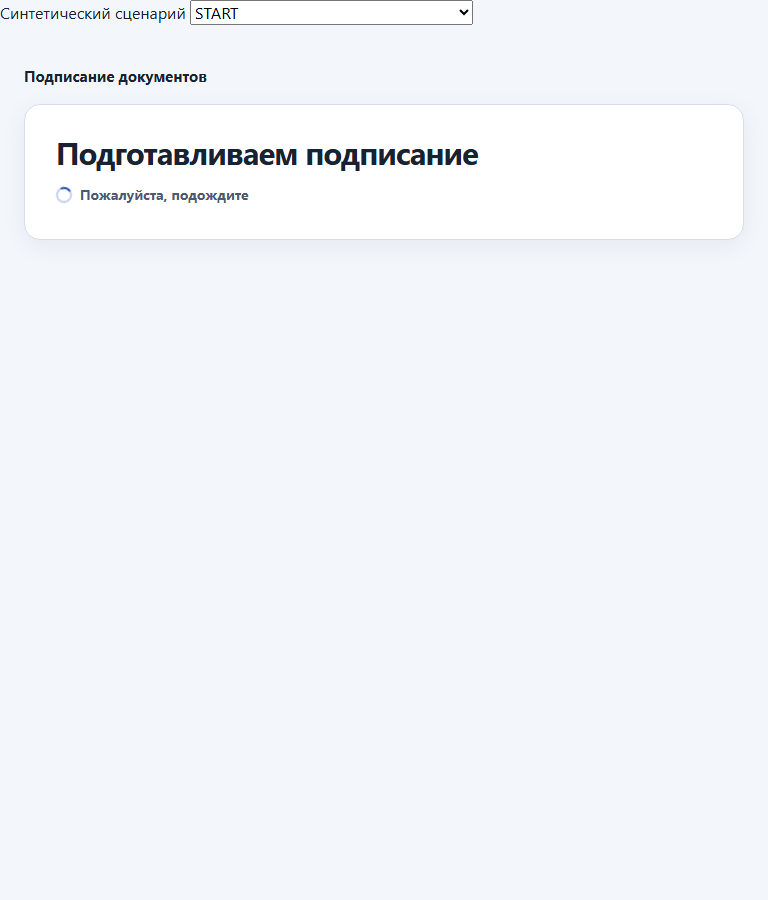 Синтетический сценарий START
Подписание документов
Подготавливаем подписание
Пожалуйста, подождите